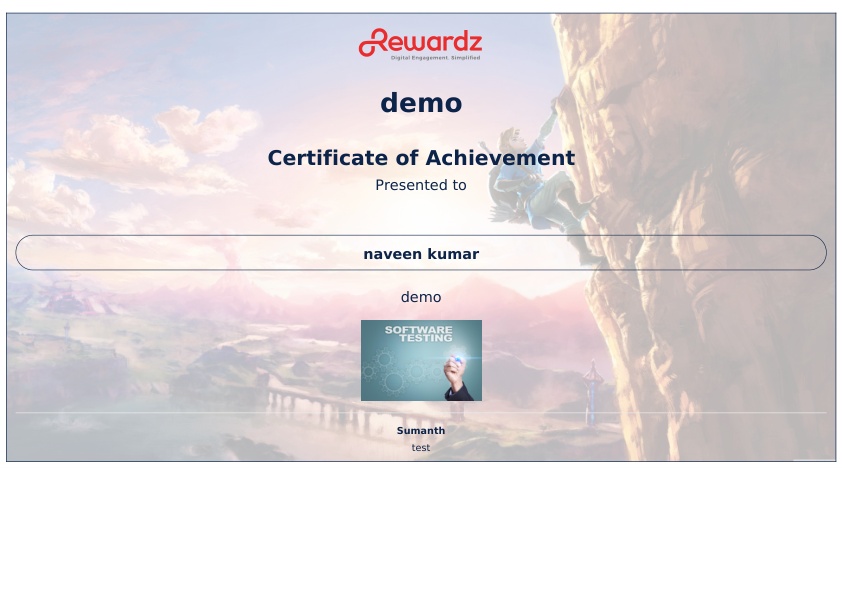 Rewardz
Digital Engagement. Simplified
demo
Certificate of Achievement
Presented to
naveen kumar
demo
SOFTWARE
TESTING
Sumanth
test